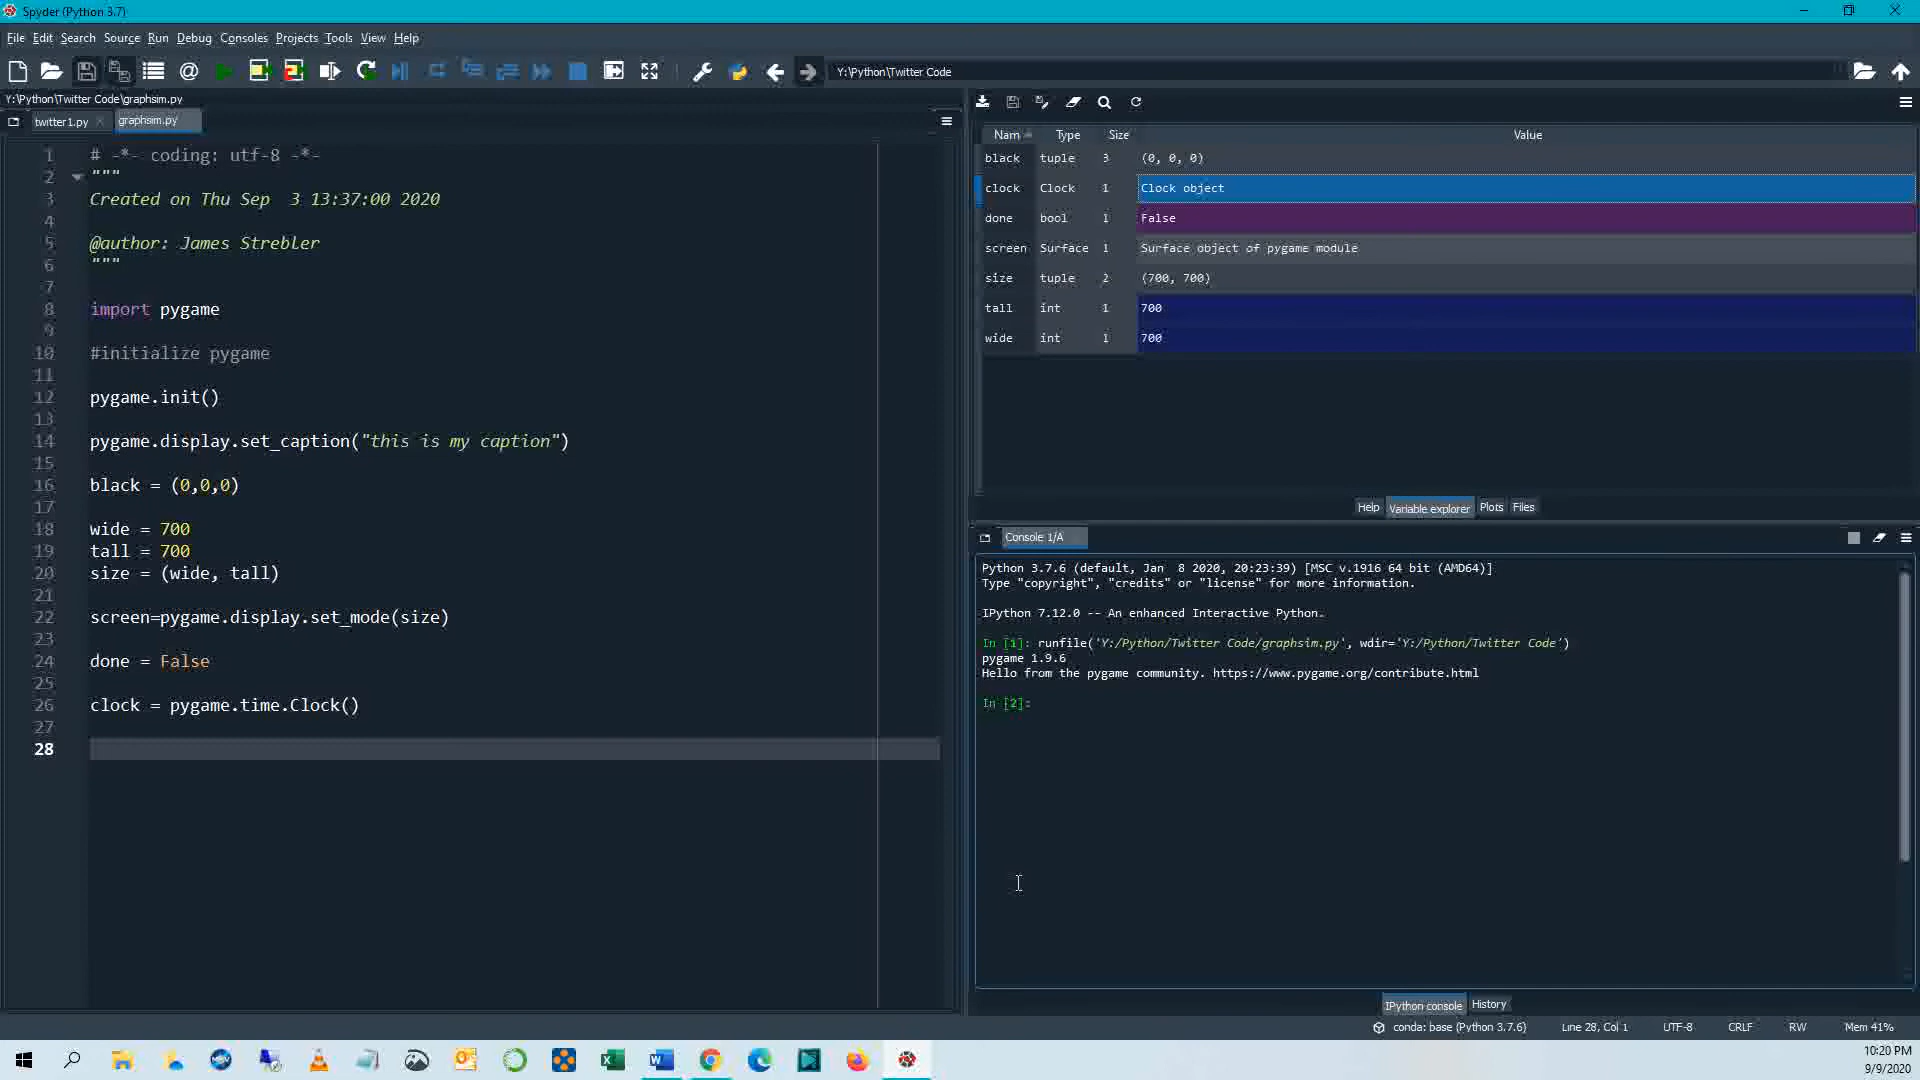 Spyder (Python 3.7)
File Edit Search Source Run Debug Consoles Projects Tools View Help
Y:\Python\Twitter Code
Y:\Python\Twitter Code\graphsim.py
twitter1.py graphsim.py
1 # -*- coding: utf-8 -*-
2 """
3 Created on Thu Sep  3 13:37:00 2020
4
5 @author: James Strebler
6 """
7
8 import pygame
9
10 #initialize pygame
11
12 pygame.init()
13
14 pygame.display.set_caption("this is my caption")
15
16 black = (0,0,0)
17
18 wide = 700
19 tall = 700
20 size = (wide, tall)
21
22 screen=pygame.display.set_mode(size)
23
24 done = False
25
26 clock = pygame.time.Clock()
27
28
Nam Type Size Value
black tuple 3 (0, 0, 0)
clock Clock 1 Clock object
done bool 1 False
screen Surface 1 Surface object of pygame module
size tuple 2 (700, 700)
tall int 1 700
wide int 1 700
Help Variable explorer Plots Files
Console 1/A
Python 3.7.6 (default, Jan  8 2020, 20:23:39) [MSC v.1916 64 bit (AMD64)]
Type "copyright", "credits" or "license" for more information.
IPython 7.12.0 -- An enhanced Interactive Python.
In [1]: runfile('Y:/Python/Twitter Code/graphsim.py', wdir='Y:/Python/Twitter Code')
pygame 1.9.6
Hello from the pygame community. https://www.pygame.org/contribute.html
In [2]:
IPython console History
conda: base (Python 3.7.6) Line 28, Col 1 UTF-8 CRLF RW Mem 41%
10:20 PM
9/9/2020